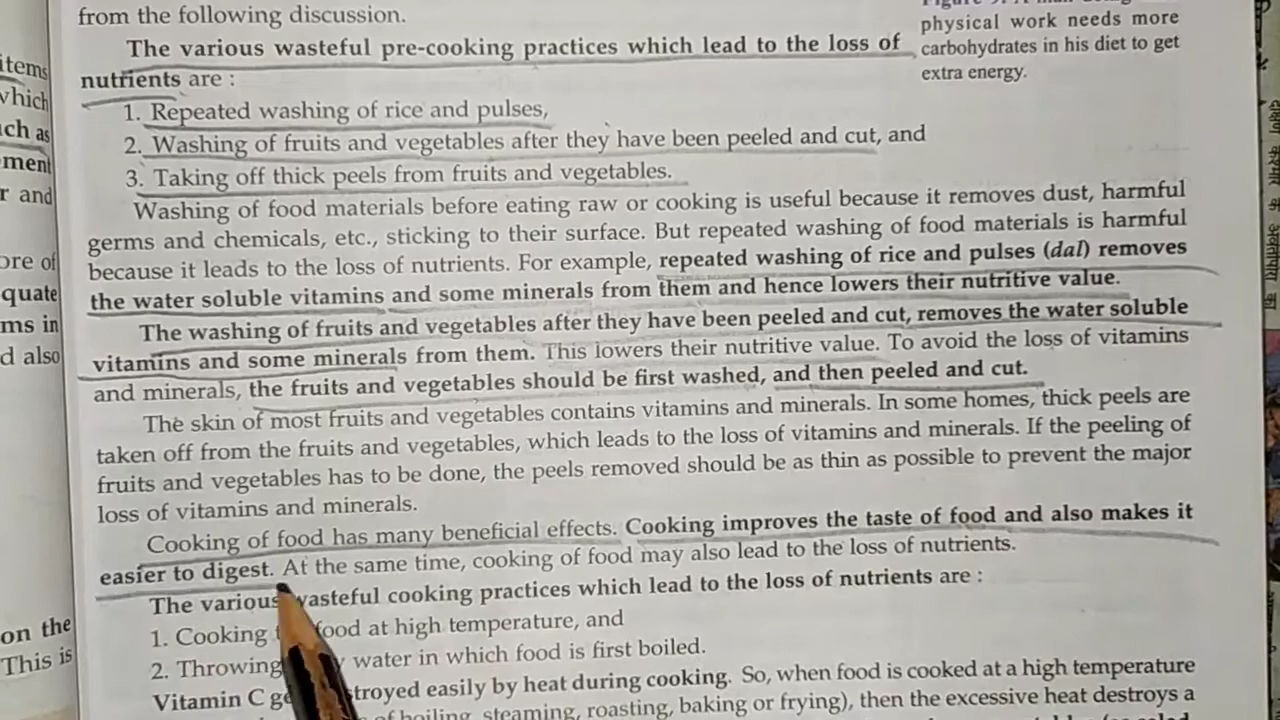 from the following discussion.
The various wasteful pre-cooking practices which lead to the loss of
nutrients are :
1. Repeated washing of rice and pulses,
2. Washing of fruits and vegetables after they have been peeled and cut, and
3. Taking off thick peels from fruits and vegetables.
Washing of food materials before eating raw or cooking is useful because it removes dust, harmful
germs and chemicals, etc., sticking to their surface. But repeated washing of food materials is harmful
because it leads to the loss of nutrients. For example, repeated washing of rice and pulses (dal) removes
the water soluble vitamins and some minerals from them and hence lowers their nutritive value.
The washing of fruits and vegetables after they have been peeled and cut, removes the water soluble
vitamins and some minerals from them. This lowers their nutritive value. To avoid the loss of vitamins
and minerals, the fruits and vegetables should be first washed, and then peeled and cut.
The skin of most fruits and vegetables contains vitamins and minerals. In some homes, thick peels are
taken off from the fruits and vegetables, which leads to the loss of vitamins and minerals. If the peeling of
fruits and vegetables has to be done, the peels removed should be as thin as possible to prevent the major
loss of vitamins and minerals.
Cooking of food has many beneficial effects. Cooking improves the taste of food and also makes it
easier to digest. At the same time, cooking of food may also lead to the loss of nutrients.
The various wasteful cooking practices which lead to the loss of nutrients are :
1. Cooking food at high temperature, and
2. Throwing water in which food is first boiled.
Vitamin C destroyed easily by heat during cooking. So, when food is cooked at a high temperature
of boiling, steaming, roasting, baking or frying), then the excessive heat destroys a
physical work needs more
carbohydrates in his diet to get
extra energy.
items
which
as
r and
ore of
quate
ms in
d also
on the
This is